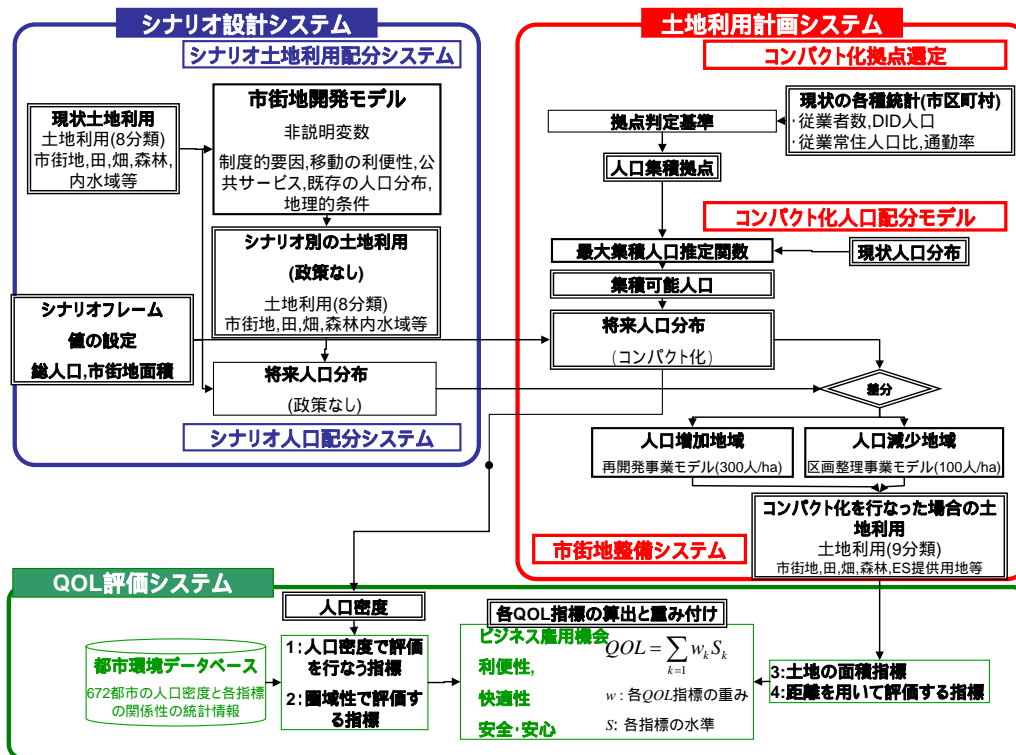 シナリオ設計システム
シナリオ土地利用配分システム
現状土地利用
土地利用(8分類)
市街地,田,畑,森林,
内水域等
市街地開発モデル
非説明変数
制度的要因,移動の利便性,公
共サービス,既存の人口分布,
地理的条件
シナリオ別の土地利用
(政策なし)
土地利用(8分類)
市街地,田,畑,森林内水域等
シナリオフレーム
値の設定
総人口,市街地面積
将来人口分布
(政策なし)
シナリオ人口配分システム
土地利用計画システム
コンパクト化拠点選定
現状の各種統計(市区町村)
·従業者数,DID人口
·従業常住人口比,通勤率
拠点判定基準
人口集積拠点
コンパクト化人口配分モデル
最大集積人口推定関数
現状人口分布
集積可能人口
将来人口分布
(コンパクト化)
差分
人口増加地域
再開発事業モデル(300人/ha)
人口減少地域
区画整理事業モデル(100人/ha)
コンパクト化を行なった場合の土
地利用
土地利用(9分類)
市街地,田,畑,森林,ES提供用地等
市街地整備システム
QOL評価システム
人口密度
都市環境データベース
672都市の人口密度と各指標
の関係性の統計情報
1:人口密度で評価
を行なう指標
2:圏域性で評価す
る指標
各QOL指標の算出と重み付け
ビジネス雇用機会
利便性,
快適性
安全·安心
QOL = ∑ w_k S_k
k=1
w : 各QOL指標の重み
S: 各指標の水準
3:土地の面積指標
4:距離を用いて評価する指標